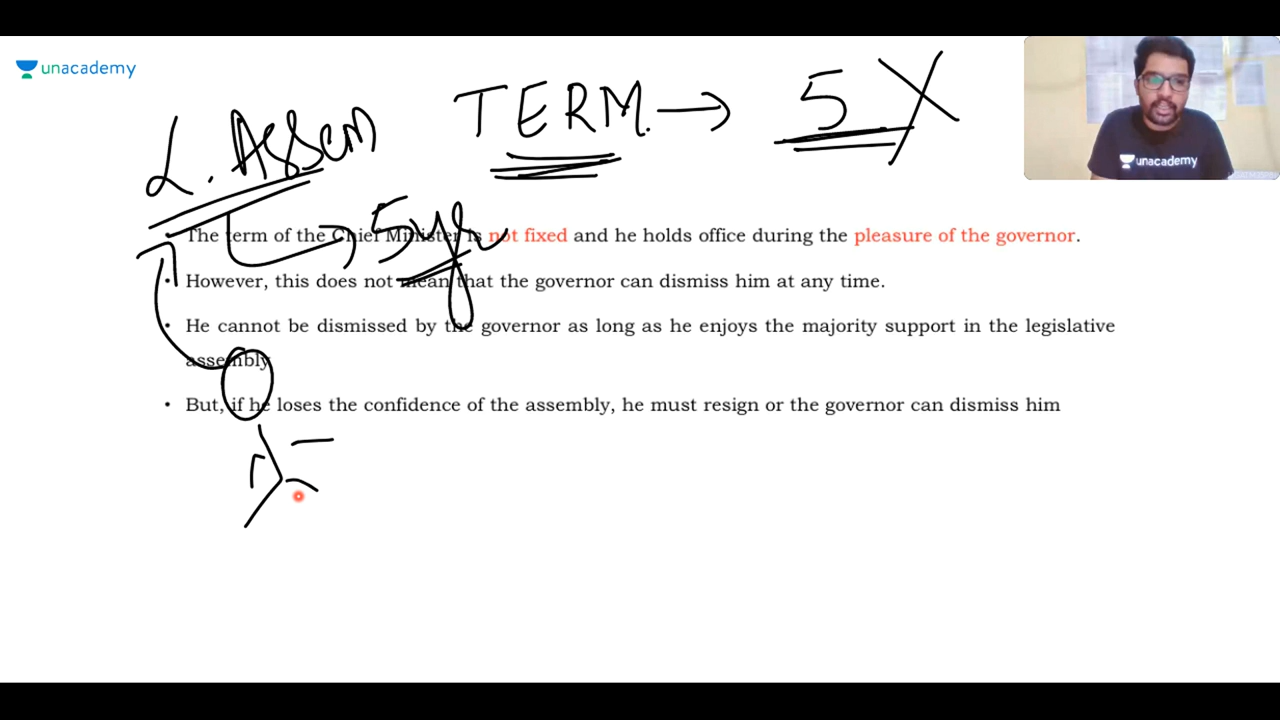 unacademy
TERM. → 5 X
L. Assem
→ 5 yr
unacademy
• The term of the Chief Minister is not fixed and he holds office during the pleasure of the governor.
• However, this does not mean that the governor can dismiss him at any time.
• He cannot be dismissed by the governor as long as he enjoys the majority support in the legislative
assembly
• But, if he loses the confidence of the assembly, he must resign or the governor can dismiss him